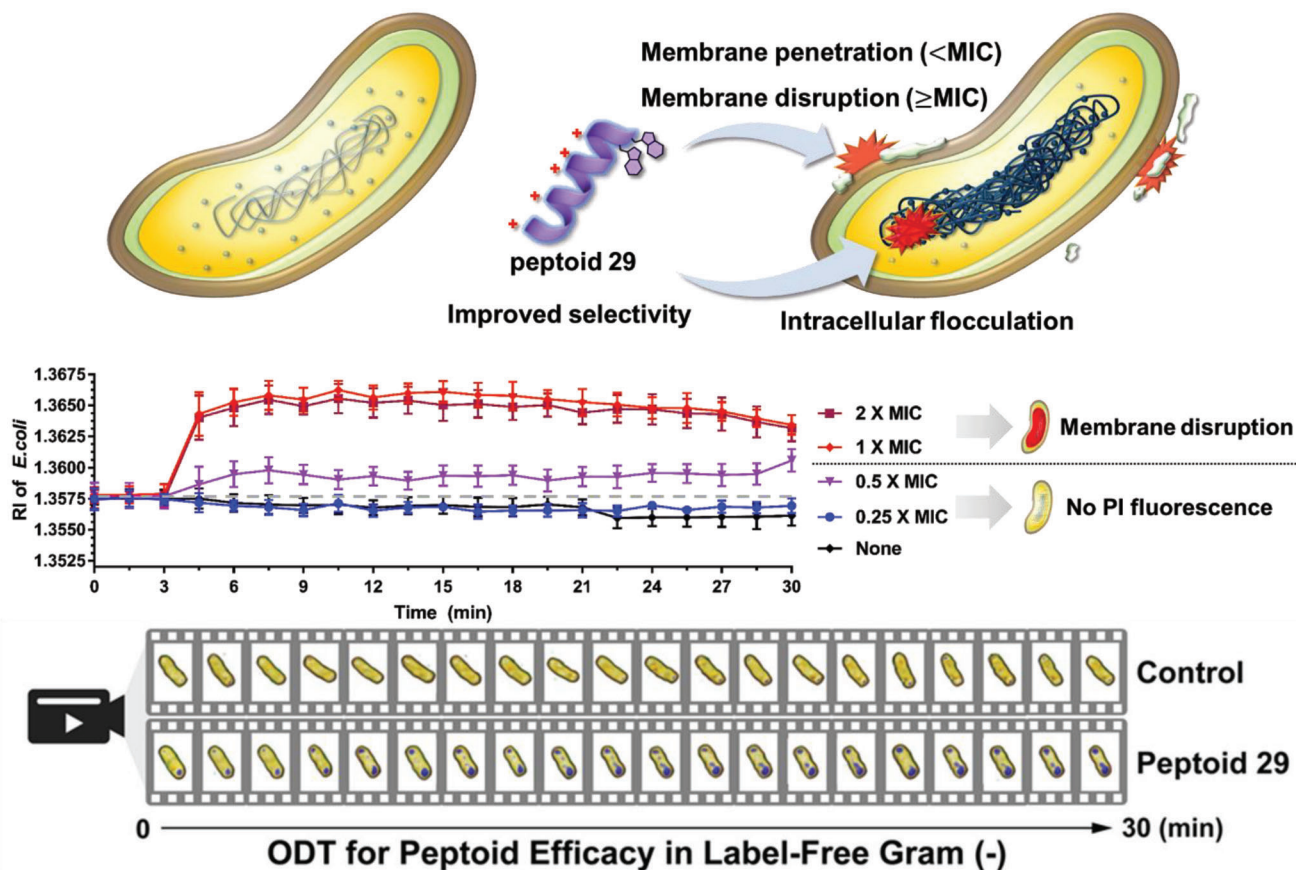 Membrane penetration (<MIC)
Membrane disruption (≥MIC)
+
+
+
+
+
peptoid 29
Improved selectivity
Intracellular flocculation
1.3675
1.3650
1.3625
1.3600
1.3575
1.3550
1.3525
RI of E.coli
0 3 6 9 12 15 18 21 24 27 30
Time (min)
2 X MIC
1 X MIC
Membrane disruption
0.5 X MIC
0.25 X MIC
No PI fluorescence
None
Control
Peptoid 29
0 30 (min)
ODT for Peptoid Efficacy in Label-Free Gram (-)